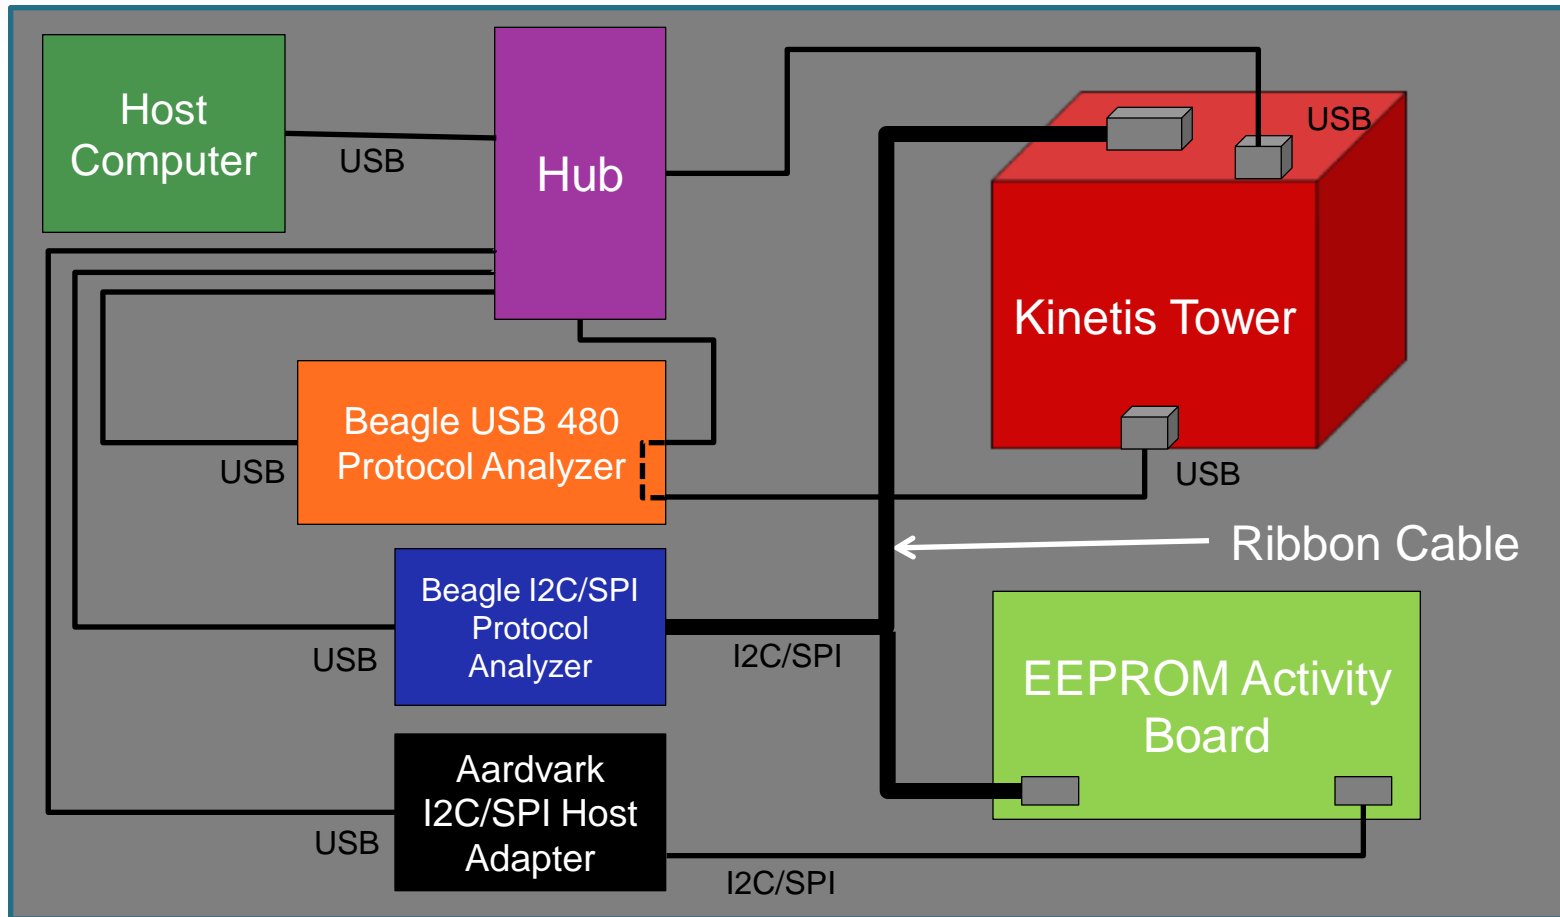 Host
Computer
USB
Hub
USB
Kinetis Tower
Beagle USB 480
Protocol Analyzer
USB
USB
Ribbon Cable
Beagle I2C/SPI
Protocol
Analyzer
USB
I2C/SPI
EEPROM Activity
Board
Aardvark
I2C/SPI Host
Adapter
USB
I2C/SPI